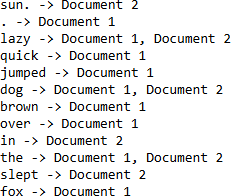 sun. -> Document 2
. -> Document 1
lazy -> Document 1, Document 2
quick -> Document 1
jumped -> Document 1
dog -> Document 1, Document 2
brown -> Document 1
over -> Document 1
in -> Document 2
the -> Document 1, Document 2
slept -> Document 2
fox -> Document 1